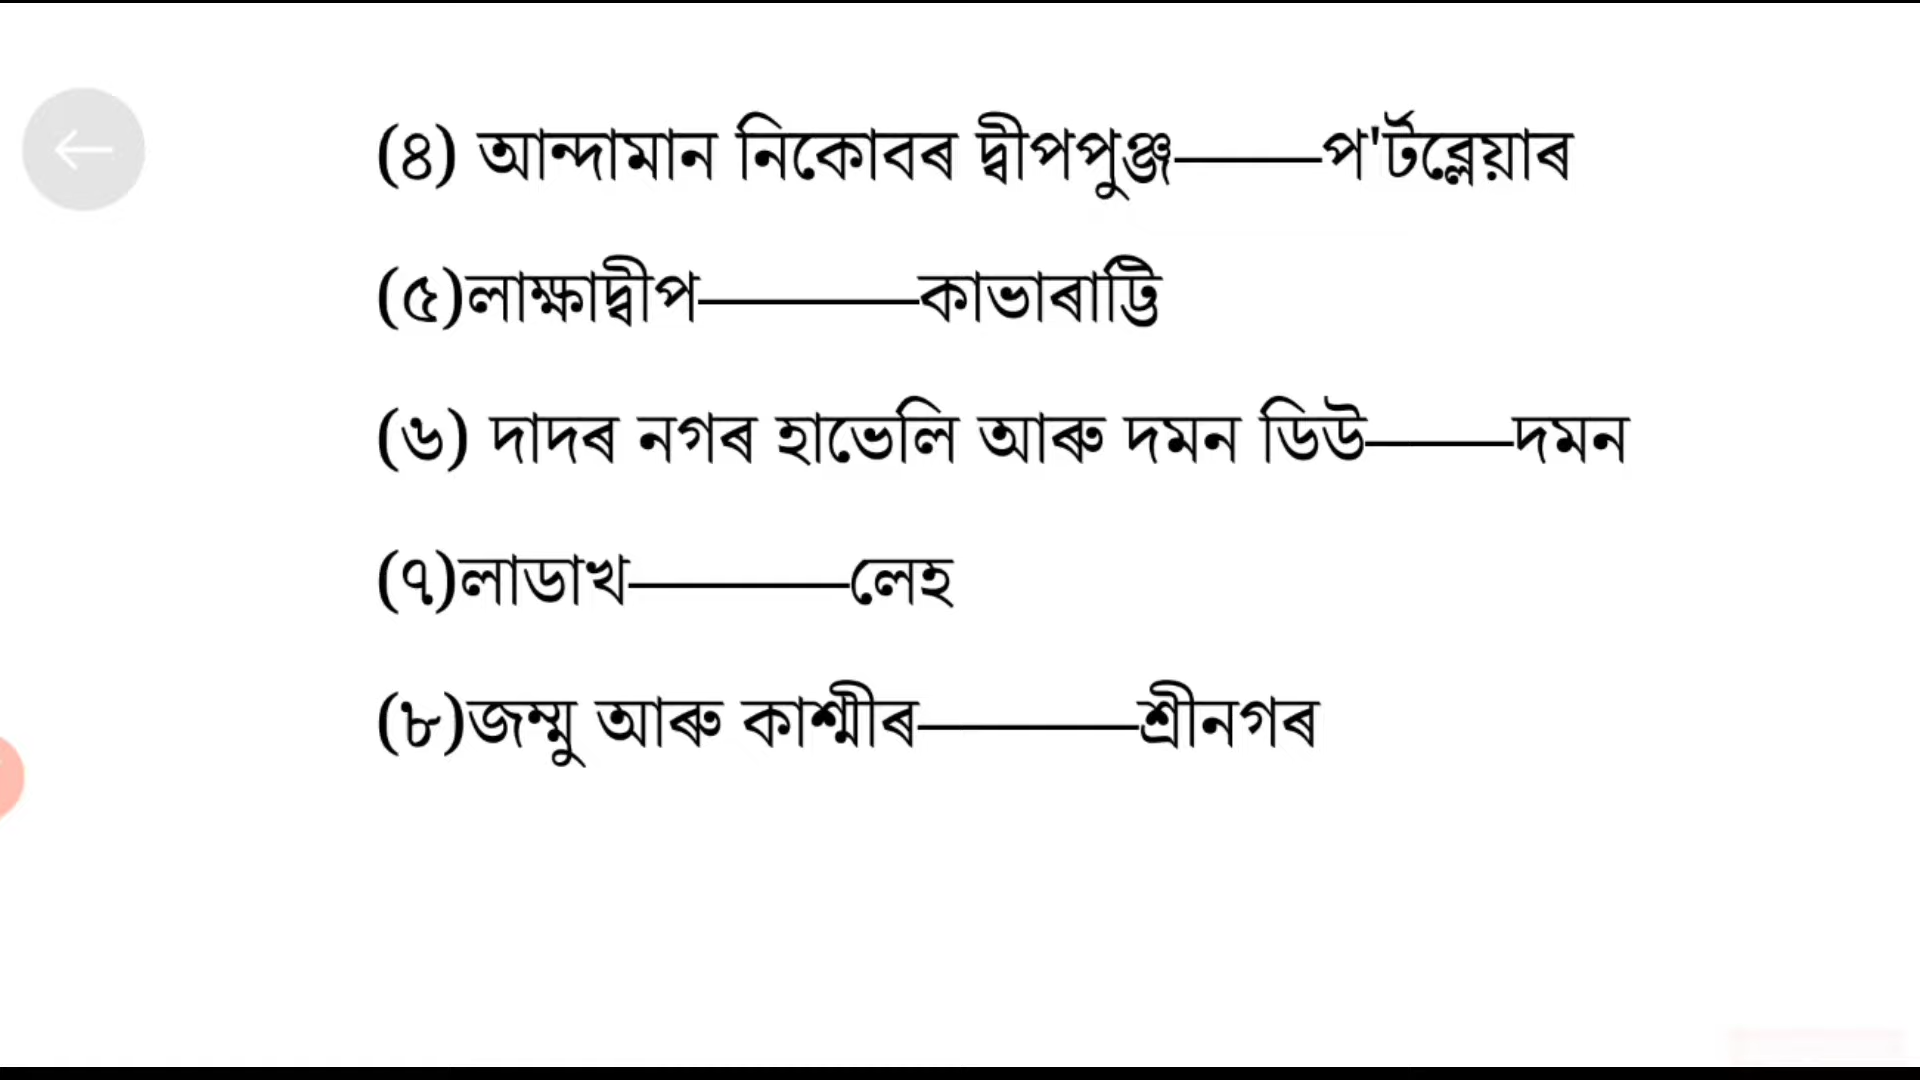 (৪) আন্দামান নিকোবৰ দ্বীপপুঞ্জ———প'ৰ্টব্লেয়াৰ
(৫)লাক্ষাদ্বীপ———কাভাৰাট্টি
(৬) দাদৰ নগৰ হাভেলি আৰু দমন ডিউ———দমন
(৭)লাডাখ———লেহ
(৮)জম্মু আৰু কাশ্মীৰ———শ্ৰীনগৰ